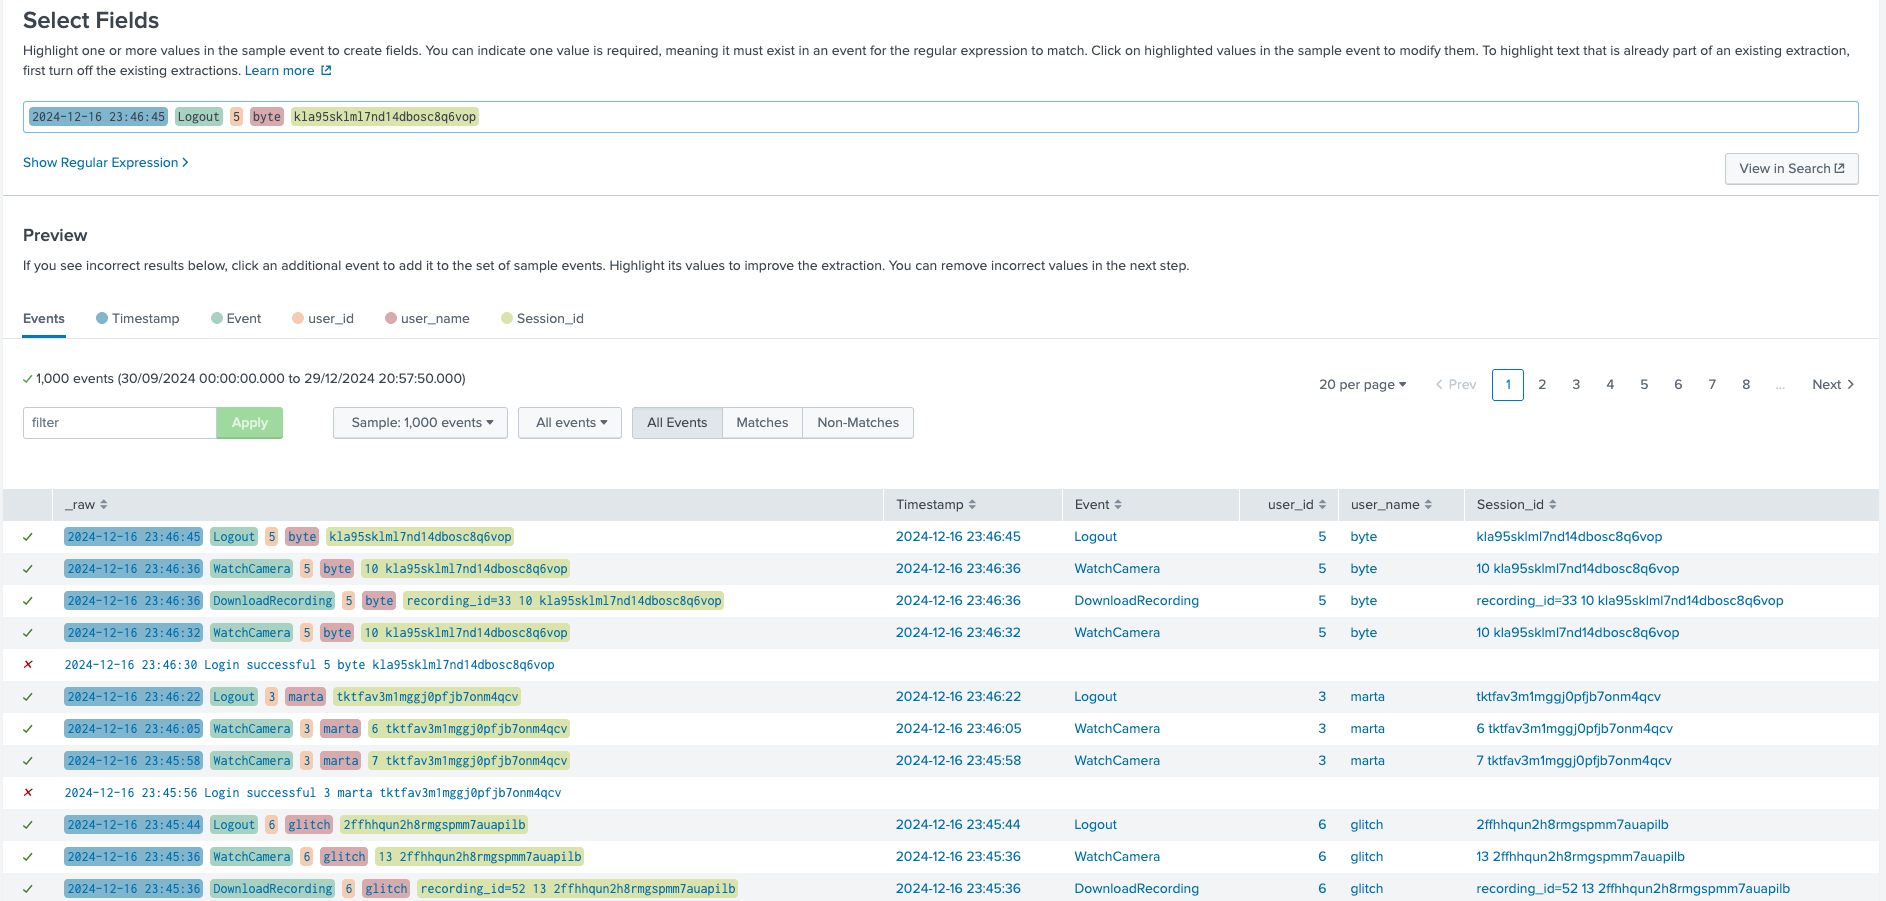 Select Fields
Highlight one or more values in the sample event to create fields. You can indicate one value is required, meaning it must exist in an event for the regular expression to match. Click on highlighted values in the sample event to modify them. To highlight text that is already part of an existing extraction,
first turn off the existing extractions. Learn more
2024-12-16 23:46:45 Logout 5 byte kla95sklml7nd14dbosc8q6vop
Show Regular Expression >
View in Search
Preview
If you see incorrect results below, click an additional event to add it to the set of sample events. Highlight its values to improve the extraction. You can remove incorrect values in the next step.
Events Timestamp Event user_id user_name Session_id
✓ 1,000 events (30/09/2024 00:00:00.000 to 29/12/2024 20:57:50.000)
20 per page < Prev 1 2 3 4 5 6 7 8 ... Next >
filter Apply Sample: 1,000 events All events All Events Matches Non-Matches
_raw Timestamp Event user_id user_name Session_id
✓ 2024-12-16 23:46:45 Logout 5 byte kla95sklml7nd14dbosc8q6vop 2024-12-16 23:46:45 Logout 5 byte kla95sklml7nd14dbosc8q6vop
✓ 2024-12-16 23:46:36 WatchCamera 5 byte 10 kla95sklml7nd14dbosc8q6vop 2024-12-16 23:46:36 WatchCamera 5 byte 10 kla95sklml7nd14dbosc8q6vop
✓ 2024-12-16 23:46:36 DownloadRecording 5 byte recording_id=33 10 kla95sklml7nd14dbosc8q6vop 2024-12-16 23:46:36 DownloadRecording 5 byte recording_id=33 10 kla95sklml7nd14dbosc8q6vop
✓ 2024-12-16 23:46:32 WatchCamera 5 byte 10 kla95sklml7nd14dbosc8q6vop 2024-12-16 23:46:32 WatchCamera 5 byte 10 kla95sklml7nd14dbosc8q6vop
✗ 2024-12-16 23:46:30 Login successful 5 byte kla95sklml7nd14dbosc8q6vop
✓ 2024-12-16 23:46:22 Logout 3 marta tktfav3m1mggj0pfjb7onm4qcv 2024-12-16 23:46:22 Logout 3 marta tktfav3m1mggj0pfjb7onm4qcv
✓ 2024-12-16 23:46:05 WatchCamera 3 marta 6 tktfav3m1mggj0pfjb7onm4qcv 2024-12-16 23:46:05 WatchCamera 3 marta 6 tktfav3m1mggj0pfjb7onm4qcv
✓ 2024-12-16 23:45:58 WatchCamera 3 marta 7 tktfav3m1mggj0pfjb7onm4qcv 2024-12-16 23:45:58 WatchCamera 3 marta 7 tktfav3m1mggj0pfjb7onm4qcv
✗ 2024-12-16 23:45:56 Login successful 3 marta tktfav3m1mggj0pfjb7onm4qcv
✓ 2024-12-16 23:45:44 Logout 6 glitch 2ffhhqun2h8rmgspmm7auapilb 2024-12-16 23:45:44 Logout 6 glitch 2ffhhqun2h8rmgspmm7auapilb
✓ 2024-12-16 23:45:36 WatchCamera 6 glitch 13 2ffhhqun2h8rmgspmm7auapilb 2024-12-16 23:45:36 WatchCamera 6 glitch 13 2ffhhqun2h8rmgspmm7auapilb
✓ 2024-12-16 23:45:36 DownloadRecording 6 glitch recording_id=52 13 2ffhhqun2h8rmgspmm7auapilb 2024-12-16 23:45:36 DownloadRecording 6 glitch recording_id=52 13 2ffhhqun2h8rmgspmm7auapilb